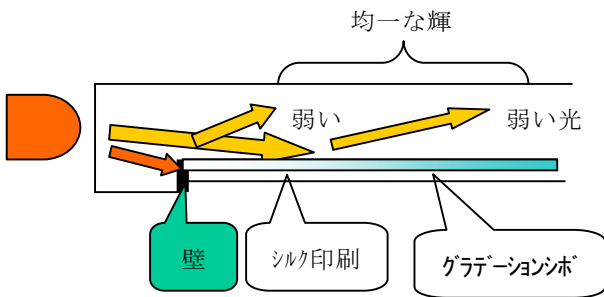 均一な輝
弱い
弱い光
壁
シルク印刷
グラデーションシボ